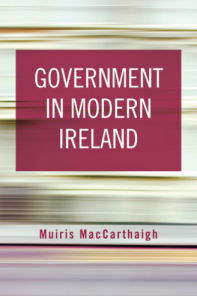 GOVERNMENT
IN MODERN
IRELAND
Muiris MacCarthaigh